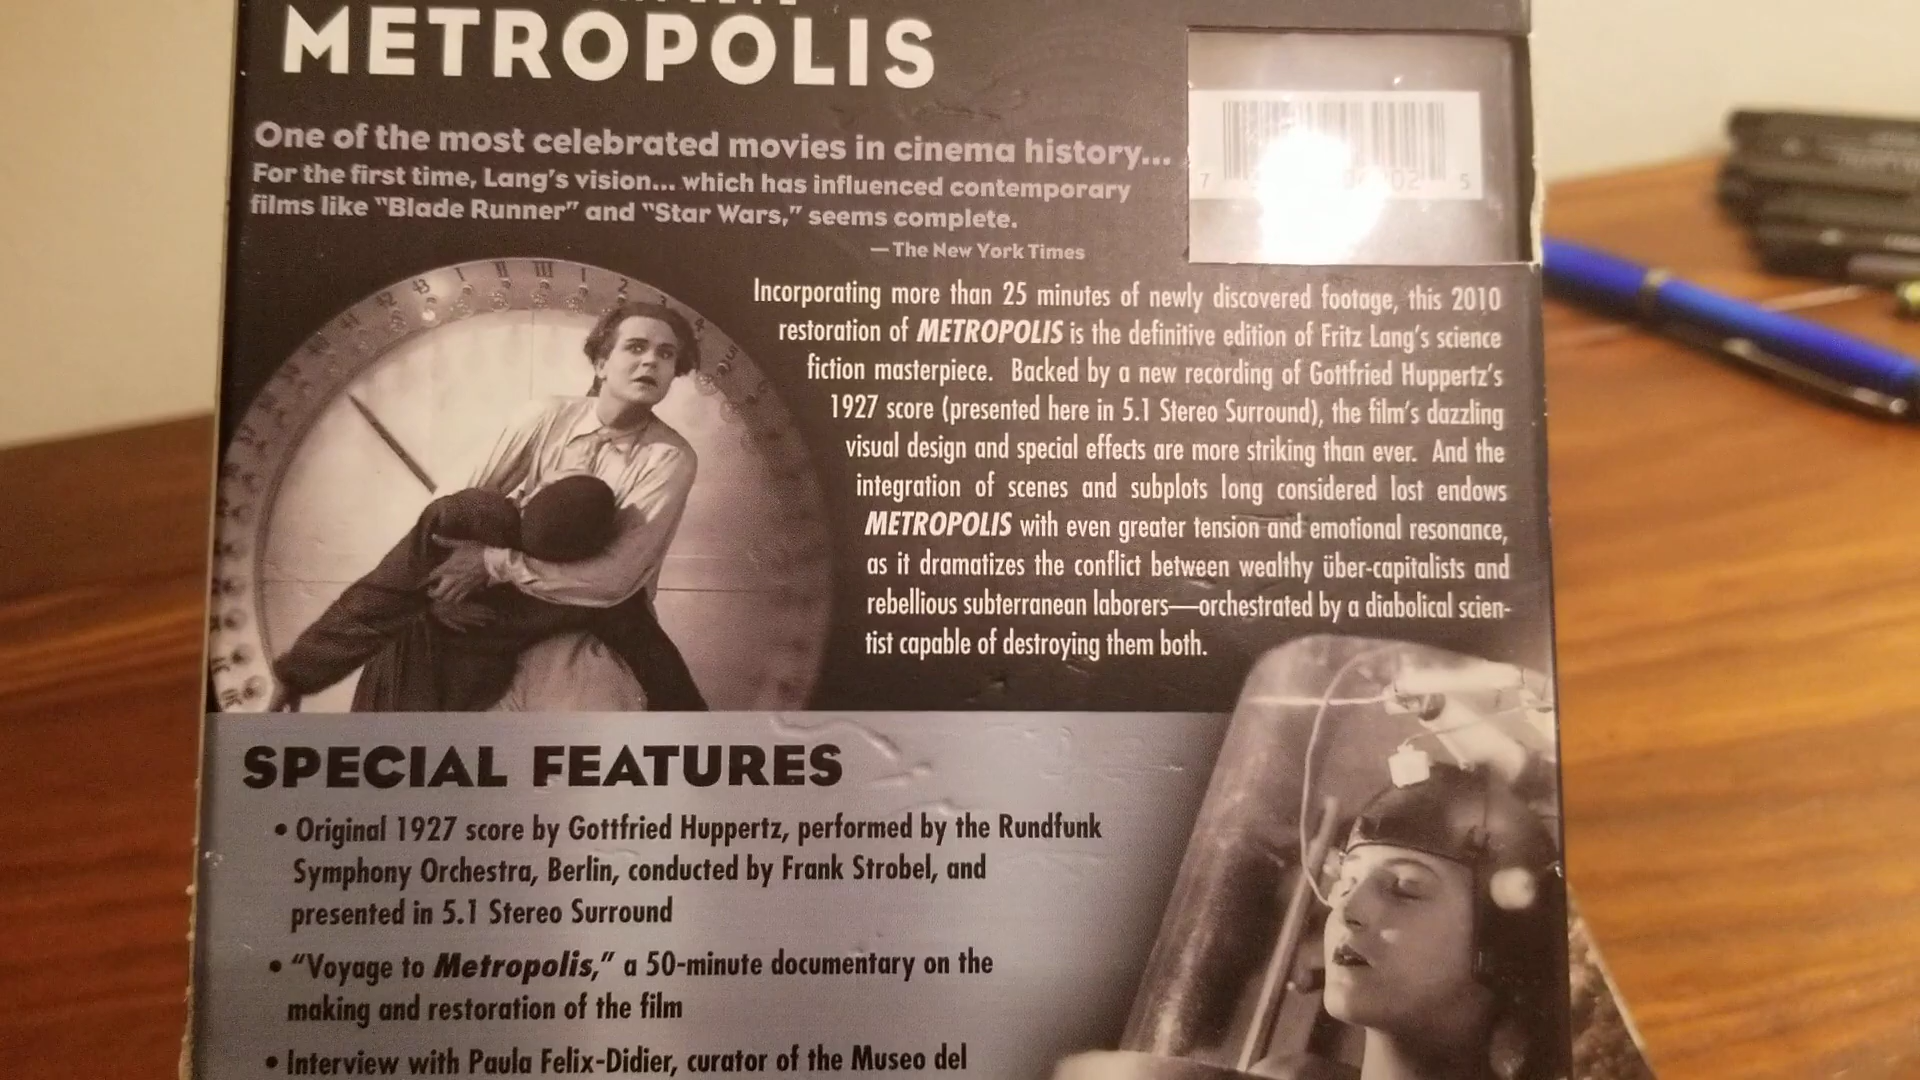 METROPOLIS
One of the most celebrated movies in cinema history...
For the first time, Lang's vision... which has influenced contemporary
films like "Blade Runner" and "Star Wars," seems complete.
—The New York Times
Incorporating more than 25 minutes of newly discovered footage, this 2010
restoration of METROPOLIS is the definitive edition of Fritz Lang's science
fiction masterpiece. Backed by a new recording of Gottfried Huppertz's
1927 score (presented here in 5.1 Stereo Surround), the film's dazzling
visual design and special effects are more striking than ever. And the
integration of scenes and subplots long considered lost endows
METROPOLIS with even greater tension and emotional resonance,
as it dramatizes the conflict between wealthy über-capitalists and
rebellious subterranean laborers—orchestrated by a diabolical scien-
tist capable of destroying them both.
SPECIAL FEATURES
• Original 1927 score by Gottfried Huppertz, performed by the Rundfunk
Symphony Orchestra, Berlin, conducted by Frank Strobel, and
presented in 5.1 Stereo Surround
• "Voyage to Metropolis," a 50-minute documentary on the
making and restoration of the film
• Interview with Paula Felix-Didier, curator of the Museo del